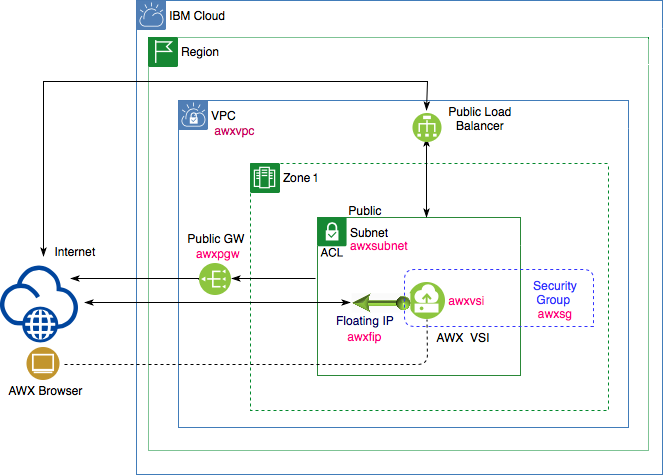 IBM Cloud
Region
VPC
awxvpc
Public Load
Balancer
Zone 1
Public
Subnet
awxsubnet
ACL
Public GW
awxpgw
Internet
Security
Group
awxsg
awxvsi
Floating IP
awxfip
AWX VSI
AWX Browser